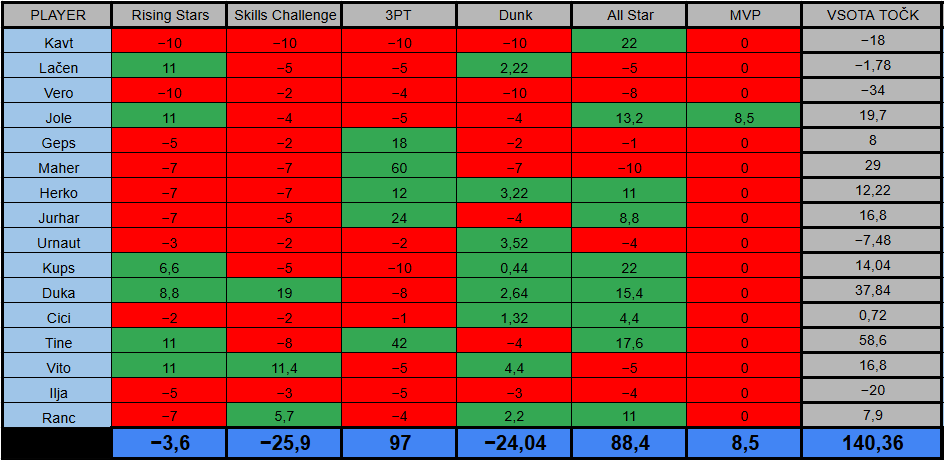 PLAYER Rising Stars Skills Challenge 3PT Dunk All Star MVP VSOTA TOČK
Kavt −10 −10 −10 −10 22 0 −18
Lačen 11 −5 −5 2,22 −5 0 −1,78
Vero −10 −2 −4 −10 −8 0 −34
Jole 11 −4 −5 −4 13,2 8,5 19,7
Geps −5 −2 18 −2 −1 0 8
Maher −7 −7 60 −7 −10 0 29
Herko −7 −7 12 3,22 11 0 12,22
Jurhar −7 −5 24 −4 8,8 0 16,8
Urnaut −3 −2 −2 3,52 −4 0 −7,48
Kups 6,6 −5 −10 0,44 22 0 14,04
Duka 8,8 19 −8 2,64 15,4 0 37,84
Cici −2 −2 −1 1,32 4,4 0 0,72
Tine 11 −8 42 −4 17,6 0 58,6
Vito 11 11,4 −5 4,4 −5 0 16,8
Ilja −5 −3 −5 −3 −4 0 −20
Ranc −7 5,7 −4 2,2 11 0 7,9
−3,6 −25,9 97 −24,04 88,4 8,5 140,36